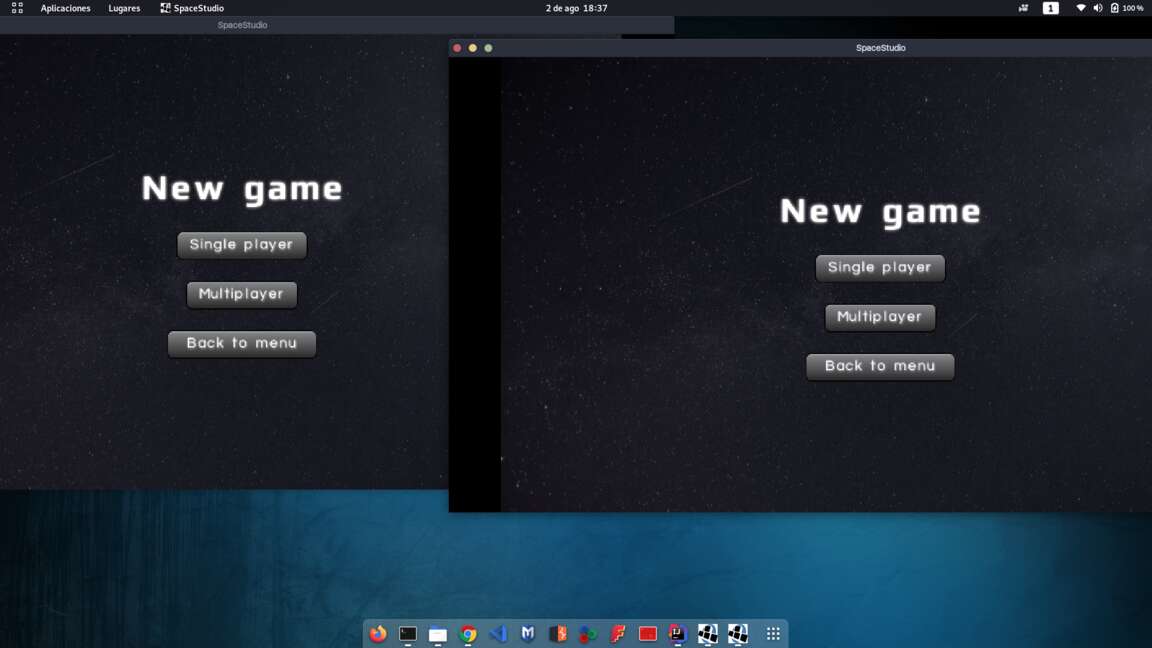 Aplicaciones Lugares SpaceStudio 2 de ago 18:37 1 100 %
SpaceStudio
New game
Single player
Multiplayer
Back to menu
SpaceStudio
New game
Single player
Multiplayer
Back to menu